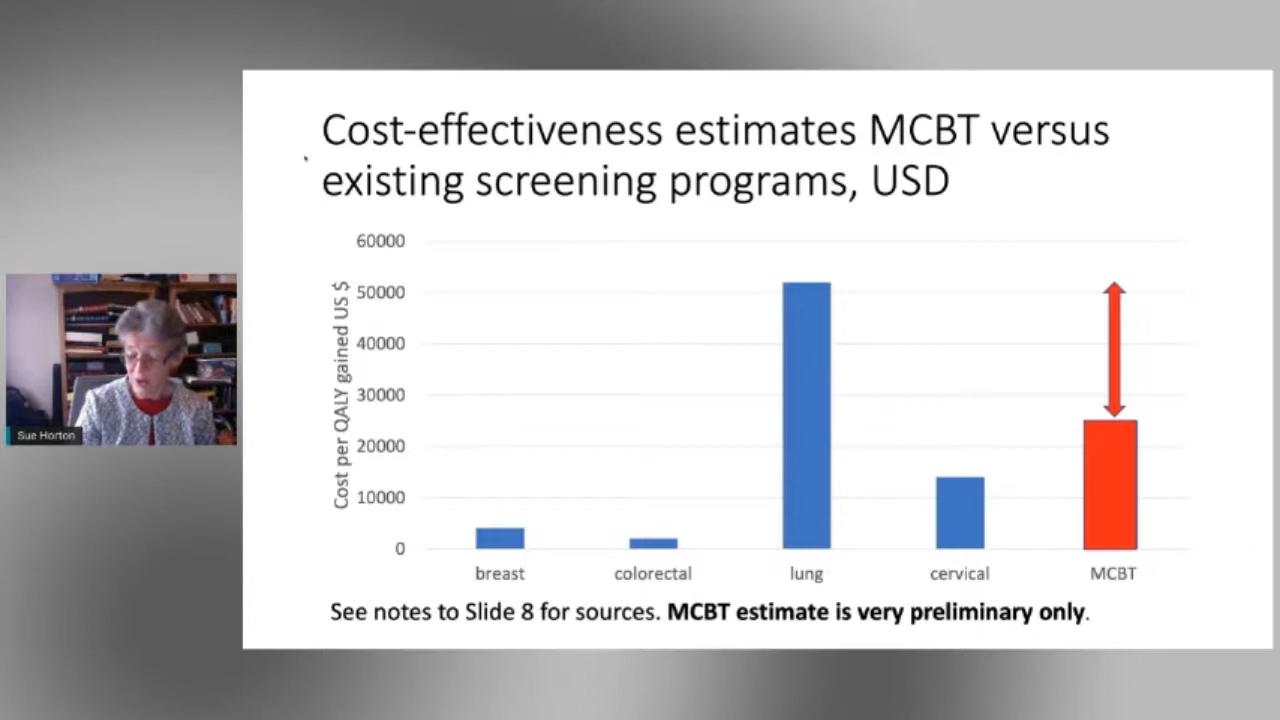 Cost-effectiveness estimates MCBT versus
existing screening programs, USD
Cost per QALY gained US $
60000
50000
40000
30000
20000
10000
0
breast colorectal lung cervical MCBT
See notes to Slide 8 for sources. MCBT estimate is very preliminary only.
Sue Horton